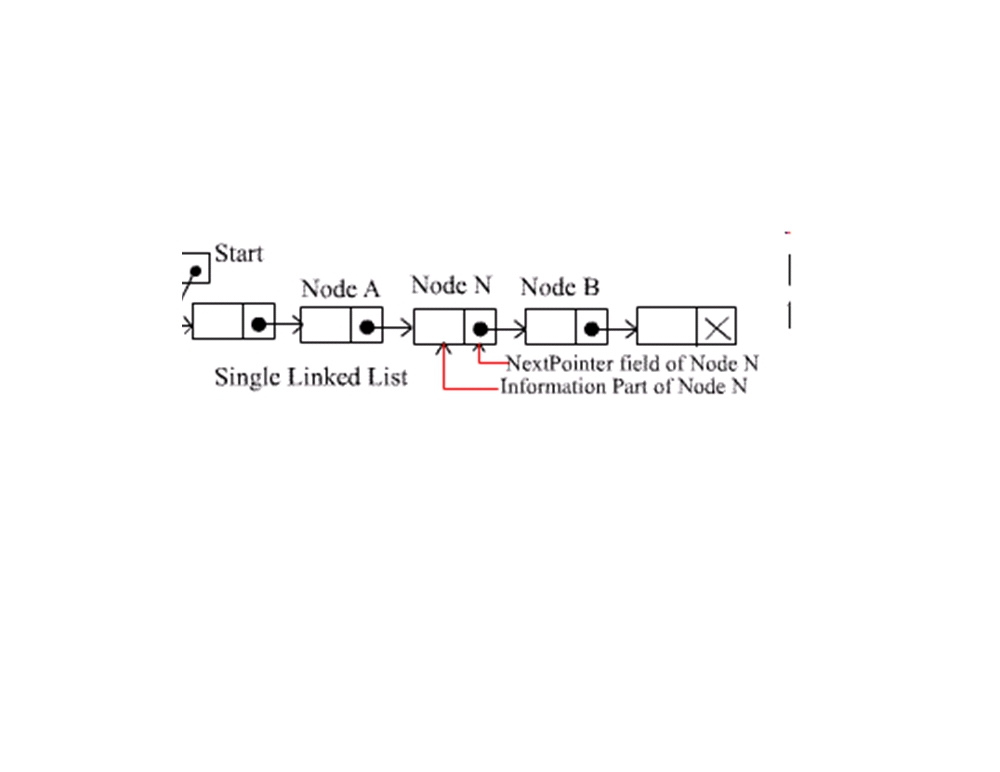 Start
Node A
Node N
Node B
NextPointer field of Node N
Single Linked List
Information Part of Node N